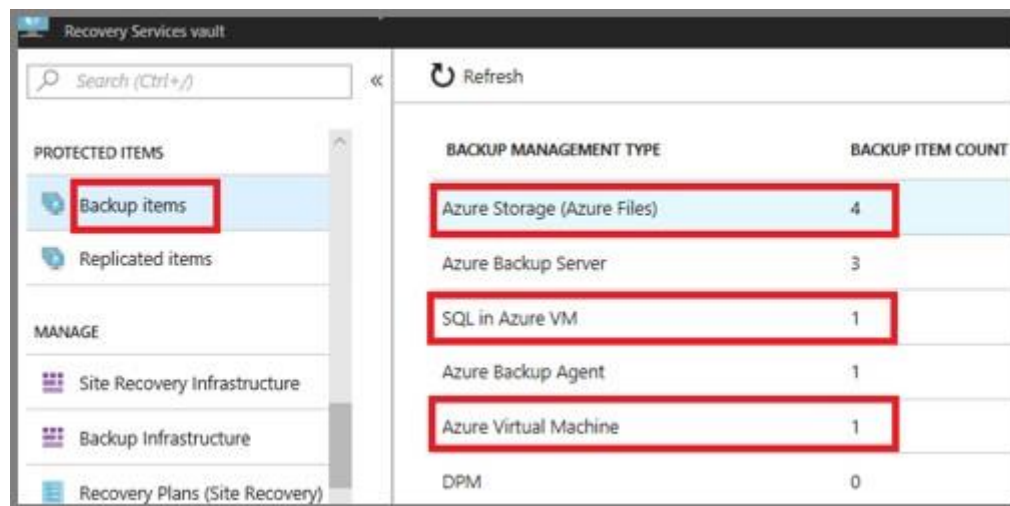 Recovery Services vault
Search (Ctrl+/)
«
Refresh
PROTECTED ITEMS
Backup items
Replicated items
MANAGE
Site Recovery Infrastructure
Backup Infrastructure
Recovery Plans (Site Recovery)
BACKUP MANAGEMENT TYPE BACKUP ITEM COUNT
Azure Storage (Azure Files) 4
Azure Backup Server 3
SQL in Azure VM 1
Azure Backup Agent 1
Azure Virtual Machine 1
DPM 0